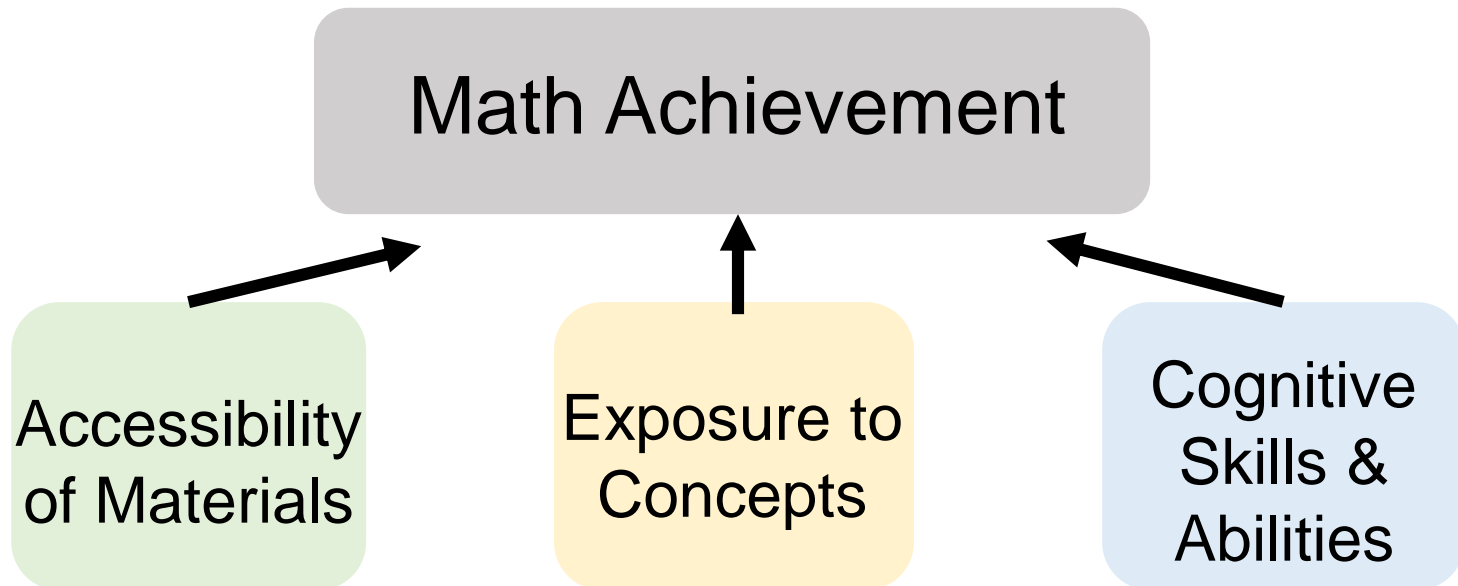 Math Achievement
Accessibility
of Materials
Exposure to
Concepts
Cognitive
Skills &
Abilities